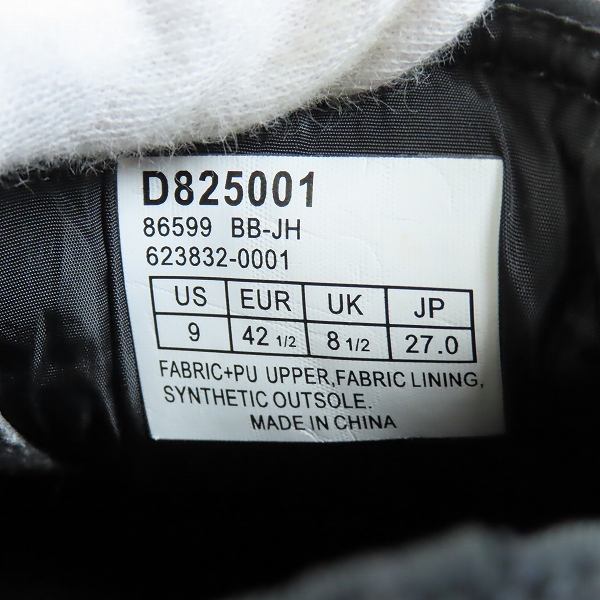 D825001
86599 BB-JH
623832-0001
US EUR UK JP
9 42 1/2 8 1/2 27.0
FABRIC+PU UPPER,FABRIC LINING,
SYNTHETIC OUTSOLE.
MADE IN CHINA